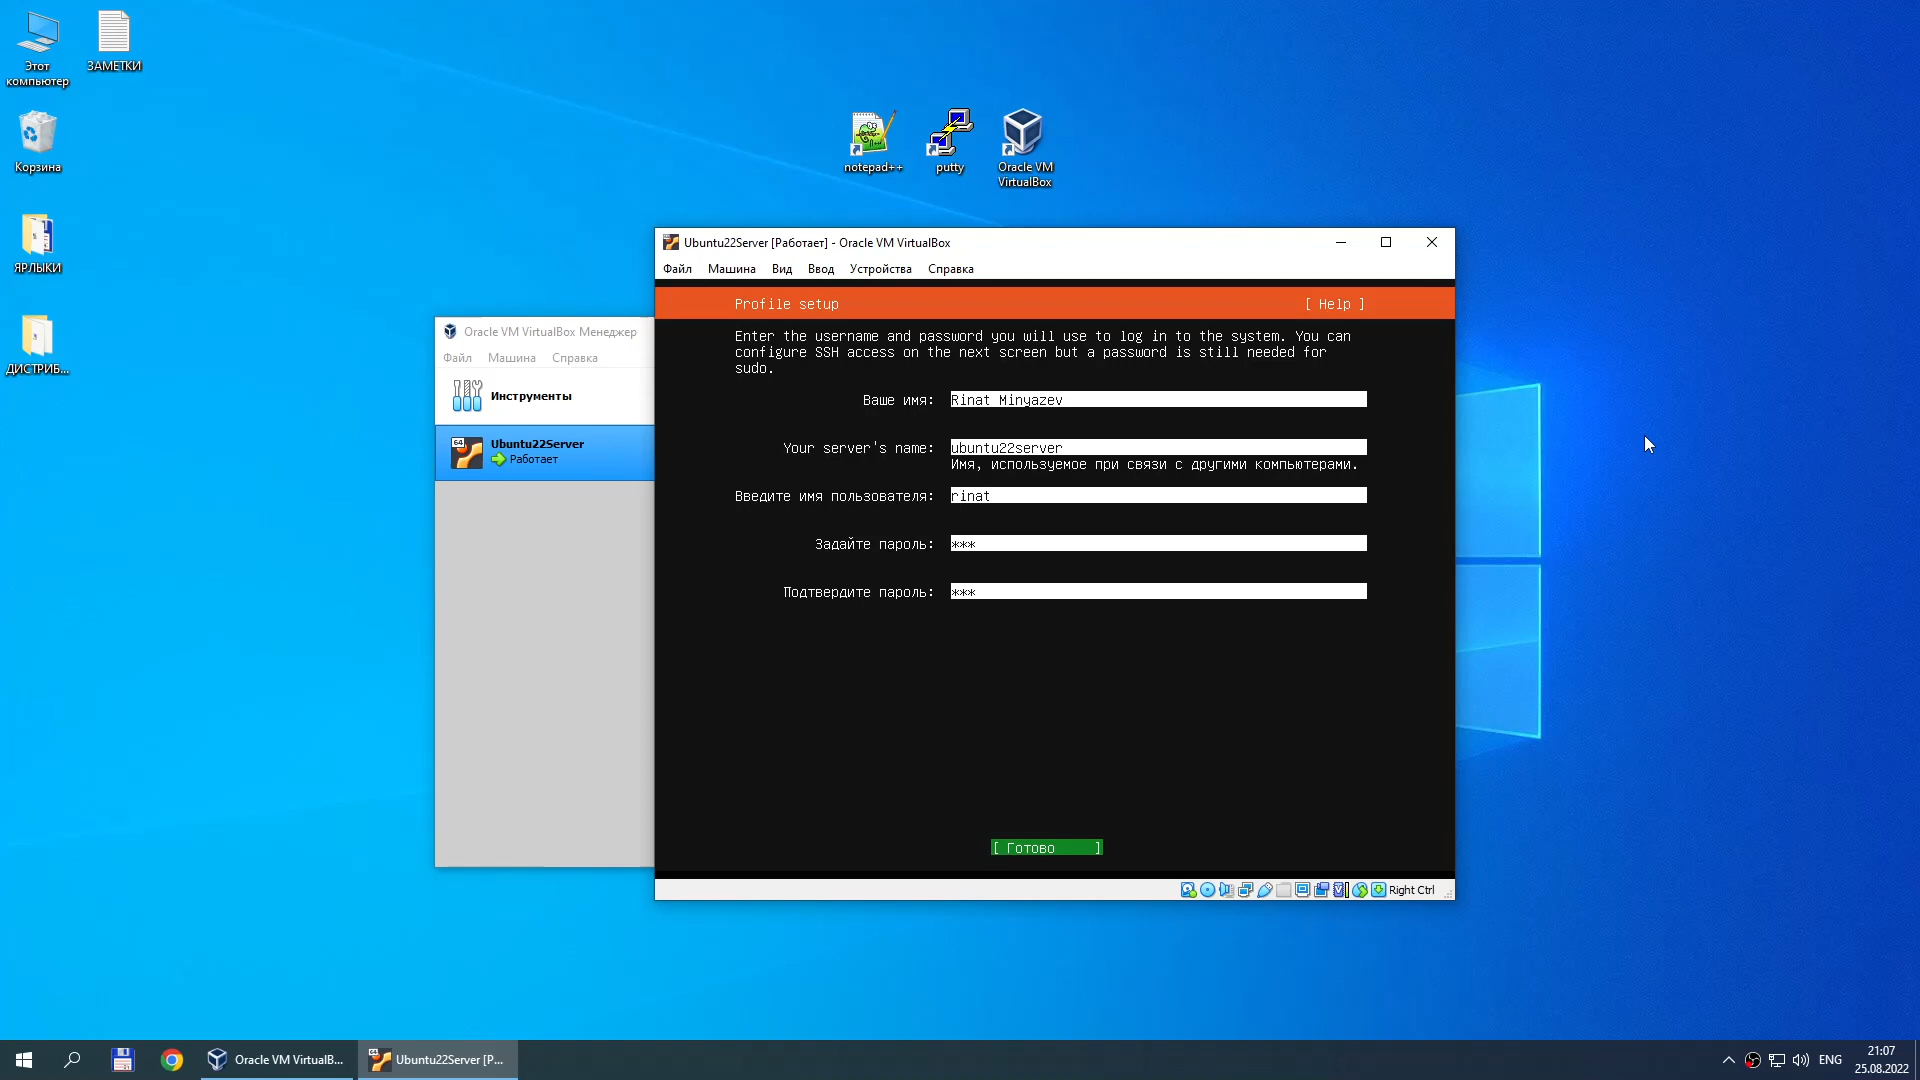 Этот
компьютер
ЗАМЕТКИ
Корзина
ЯРЛЫКИ
ДИСТРИБ...
notepad++
putty
Oracle VM
VirtualBox
Oracle VM VirtualBox Менеджер
Файл Машина Справка
Инструменты
64
Ubuntu22Server
Работает
Ubuntu22Server [Работает] - Oracle VM VirtualBox
Файл Машина Вид Ввод Устройства Справка
Profile setup [ Help ]
Enter the username and password you will use to log in to the system. You can
configure SSH access on the next screen but a password is still needed for
sudo.
Ваше имя: Rinat Minyazev
Your server's name: ubuntu22server
Имя, используемое при связи с другими компьютерами.
Введите имя пользователя: rinat
Задайте пароль: ***
Подтвердите пароль: ***
[ Готово ]
Right Ctrl
Oracle VM VirtualB...
Ubuntu22Server [P...
ENG
21:07
25.08.2022